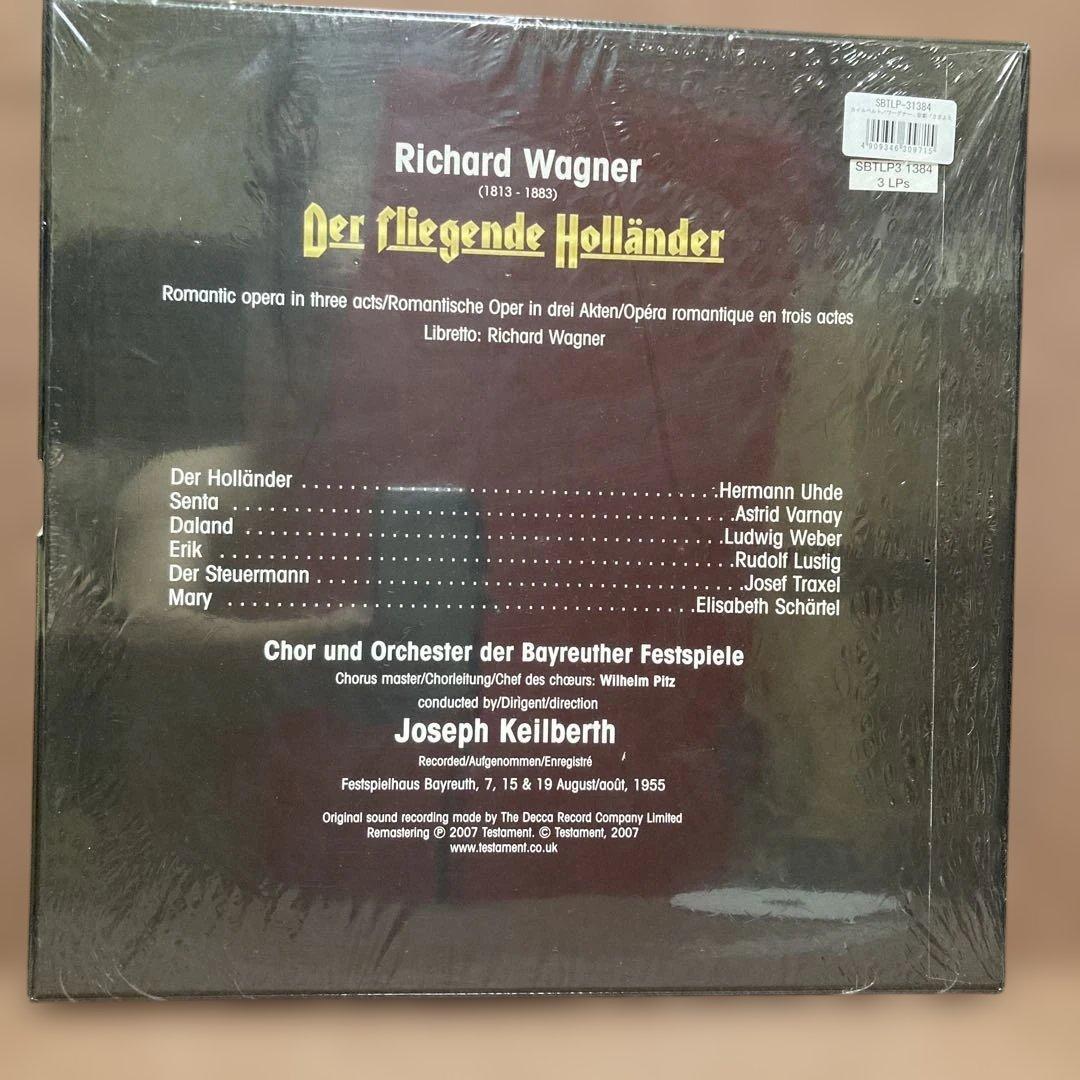 SBTLP-31384
4 909346 309715
SBTLP3 1384
3 LPs
Richard Wagner
(1813 - 1883)
Der fliegende Holländer
Romantic opera in three acts/Romantische Oper in drei Akten/Opéra romantique en trois actes
Libretto: Richard Wagner
Der Holländer . . . . . . . . . . . . . . . . . . . . . . . . . . . . . . . . . . . . .Hermann Uhde
Senta . . . . . . . . . . . . . . . . . . . . . . . . . . . . . . . . . . . . . . . . . . . .Astrid Varnay
Daland . . . . . . . . . . . . . . . . . . . . . . . . . . . . . . . . . . . . . . . . . .Ludwig Weber
Erik . . . . . . . . . . . . . . . . . . . . . . . . . . . . . . . . . . . . . . . . . . . . .Rudolf Lustig
Der Steuermann . . . . . . . . . . . . . . . . . . . . . . . . . . . . . . . . . . . . . .Josef Traxel
Mary . . . . . . . . . . . . . . . . . . . . . . . . . . . . . . . . . . . . . . . . .Elisabeth Schärtel
Chor und Orchester der Bayreuther Festspiele
Chorus master/Chorleitung/Chef des chœurs: Wilhelm Pitz
conducted by/Dirigent/direction
Joseph Keilberth
Recorded/Aufgenommen/Enregistré
Festspielhaus Bayreuth, 7, 15 & 19 August/août, 1955
Original sound recording made by The Decca Record Company Limited
Remastering ℗ 2007 Testament. © Testament, 2007
www.testament.co.uk